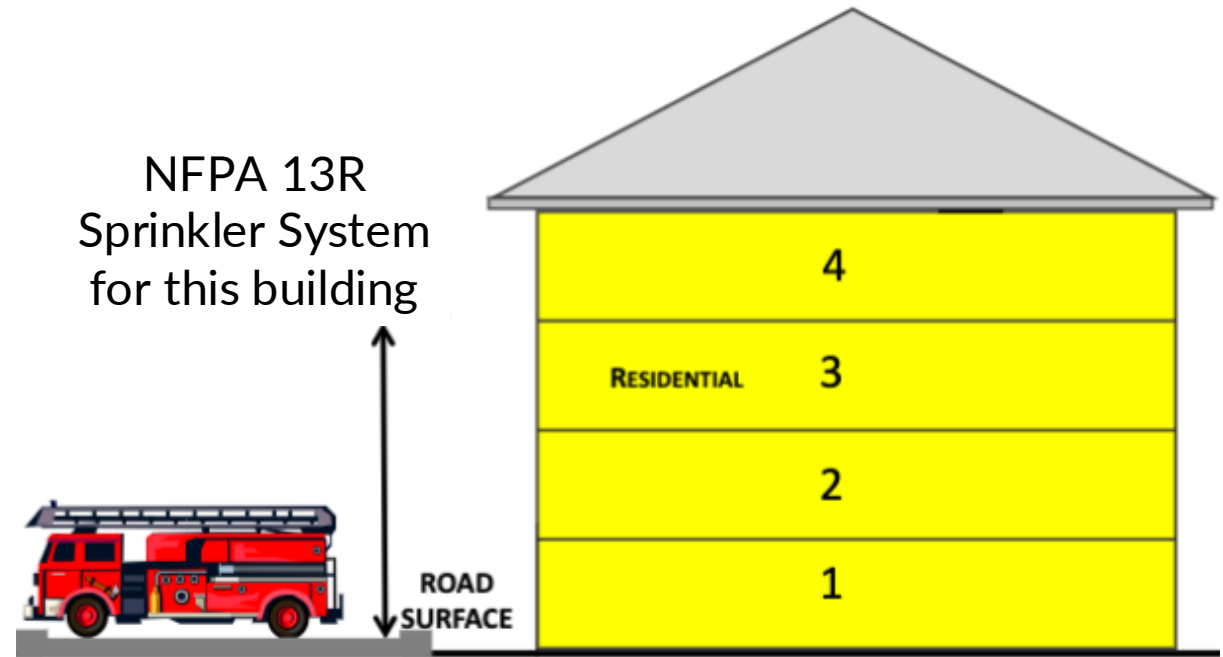 NFPA 13R
Sprinkler System
for this building
4
RESIDENTIAL 3
2
1
ROAD
SURFACE